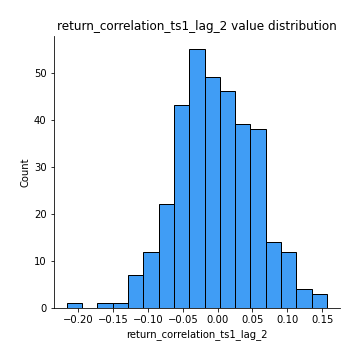 return_correlation_ts1_lag_2 value distribution
Count
50
40
30
20
10
0
−0.20 −0.15 −0.10 −0.05 0.00 0.05 0.10 0.15
return_correlation_ts1_lag_2